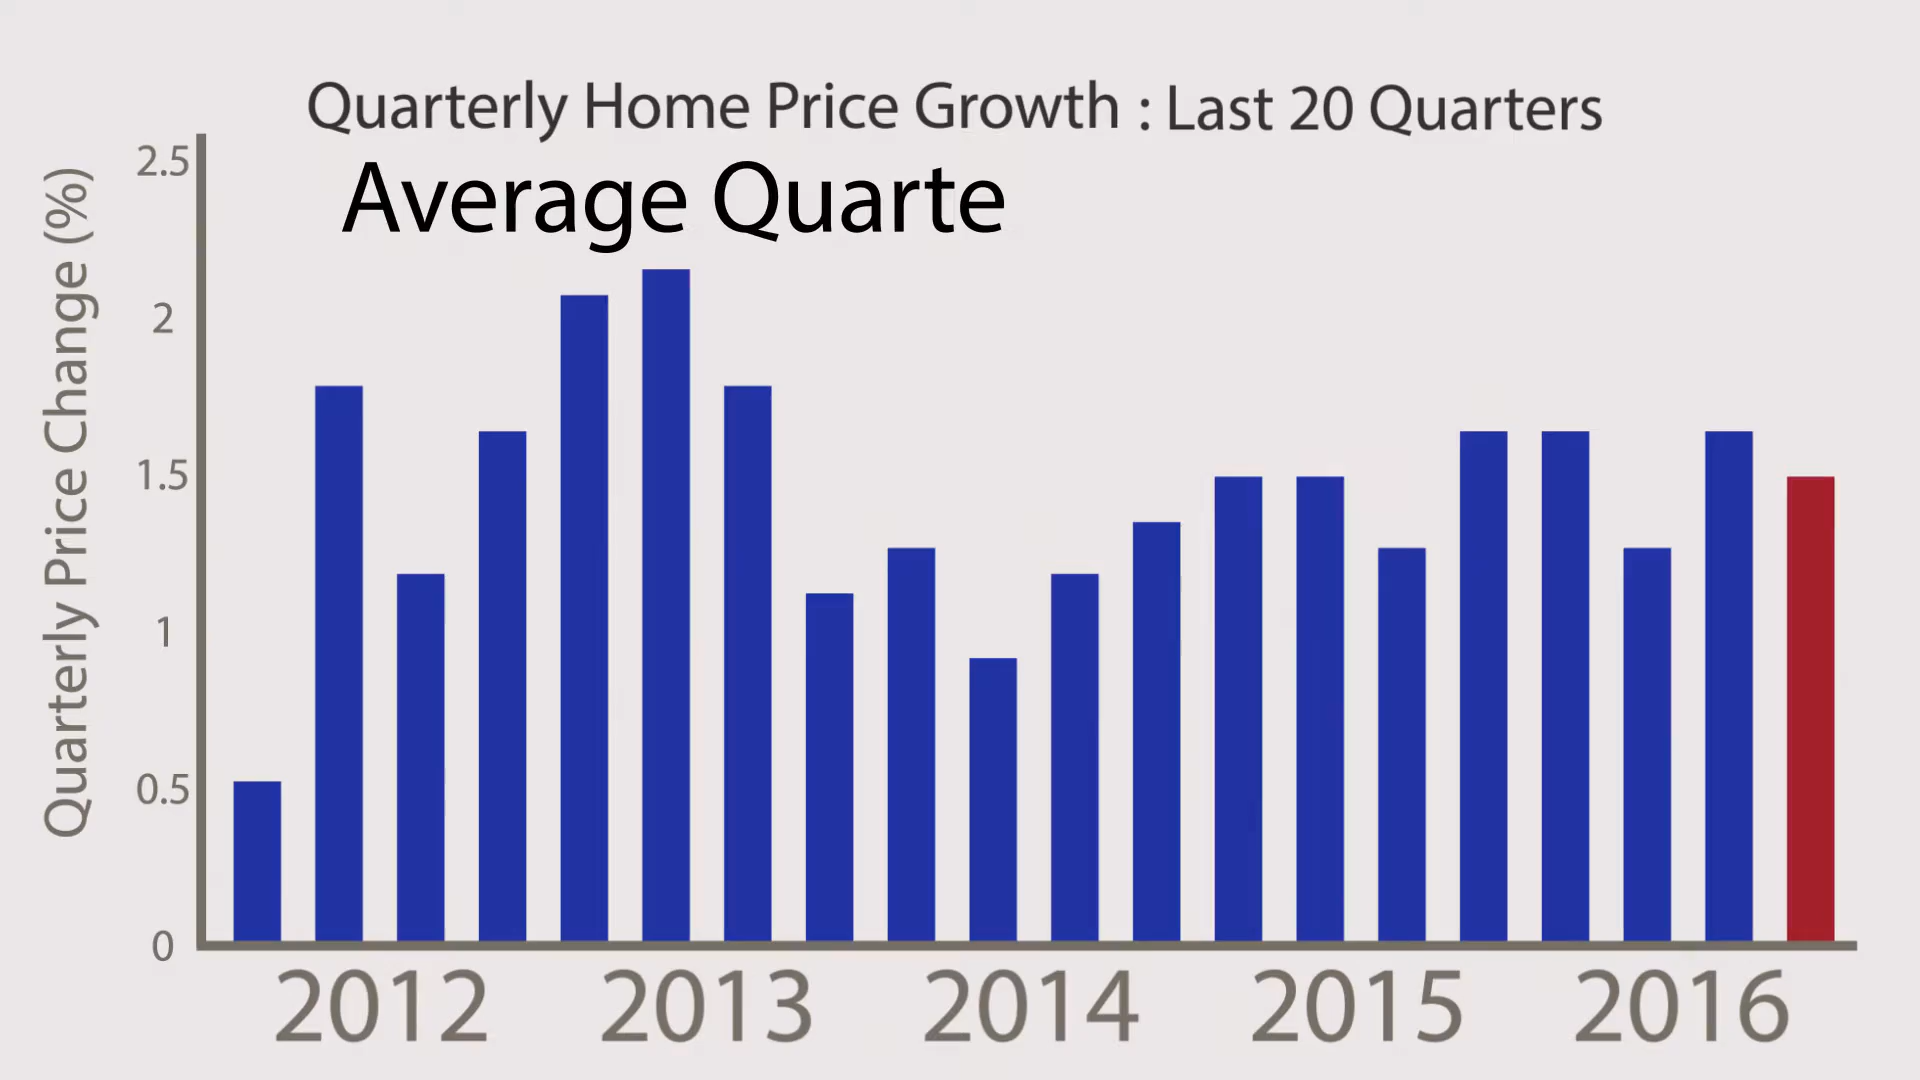 Quarterly Home Price Growth : Last 20 Quarters
Average Quarte
Quarterly Price Change (%)
2.5
2
1.5
1
0.5
0
2012 2013 2014 2015 2016